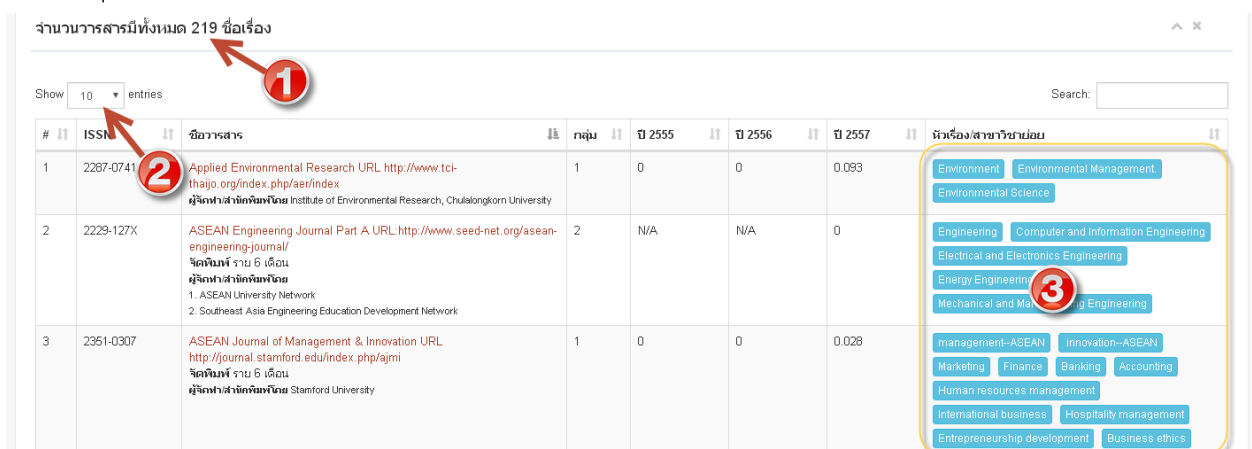 จำนวนวารสารมีทั้งหมด 219 ชื่อเรื่อง
1
Show 10 entries
Search:
# ISSN ชื่อวารสาร กลุ่ม ปี 2555 ปี 2556 ปี 2557 หัวเรื่อง/สาขาวิชาย่อย
2
1 2287-0741 Applied Environmental Research URL http://www.tci-
thaijo.org/index.php/aer/index
ผู้จัดทำ/สำนักพิมพ์โดย Institute of Environmental Research, Chulalongkorn University
1 0 0 0.093
Environment Environmental Management.
Environmental Science
2 2229-127X ASEAN Engineering Journal Part A URL:http://www.seed-net.org/asean-
engineering-journal/
จัดพิมพ์ ราย 6 เดือน
ผู้จัดทำ/สำนักพิมพ์โดย
1. ASEAN University Network
2. Southeast Asia Engineering Education Development Network
2 N/A N/A 0
Engineering Computer and Information Engineering
Electrical and Electronics Engineering
Energy Engineering
3
Mechanical and Engineering
3 2351-0307 ASEAN Journal of Management & Innovation URL
http://journal.stamford.edu/index.php/ajmi
จัดพิมพ์ ราย 6 เดือน
ผู้จัดทำ/สำนักพิมพ์โดย Stamford University
1 0 0 0.028
management--ASEAN innovation--ASEAN
Marketing Finance Banking Accounting
Human resources management
International business Hospitality management
Entrepreneurship development Business ethics